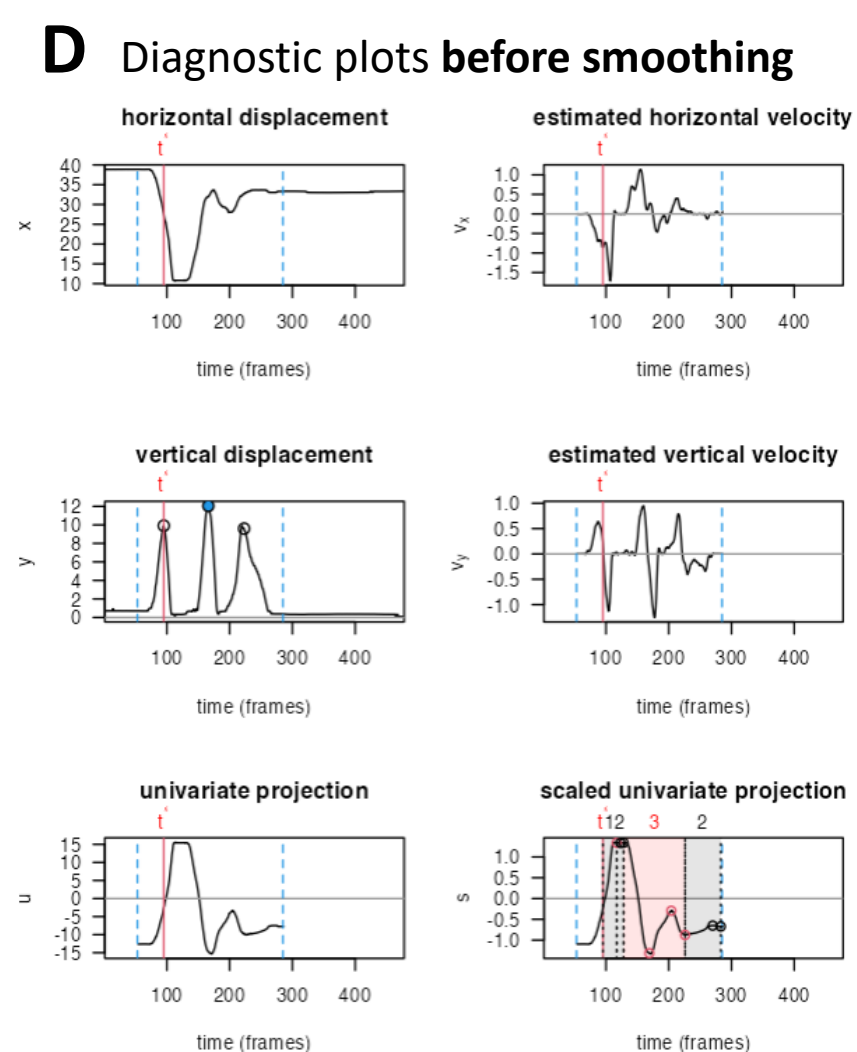 D Diagnostic plots before smoothing
horizontal displacement
t*
40
35
30
25
20
15
10
x
100 200 300 400
time (frames)
estimated horizontal velocity
t*
1.0
0.5
0.0
-0.5
-1.0
-1.5
vx
100 200 300 400
time (frames)
vertical displacement
t*
12
10
8
6
4
2
0
y
100 200 300 400
time (frames)
estimated vertical velocity
t*
1.0
0.5
0.0
-0.5
-1.0
vy
100 200 300 400
time (frames)
univariate projection
t*
15
10
5
0
-5
-10
-15
u
100 200 300 400
time (frames)
scaled univariate projection
t* 1 2 3 2
1.0
0.5
0.0
-0.5
-1.0
s
100 200 300 400
time (frames)